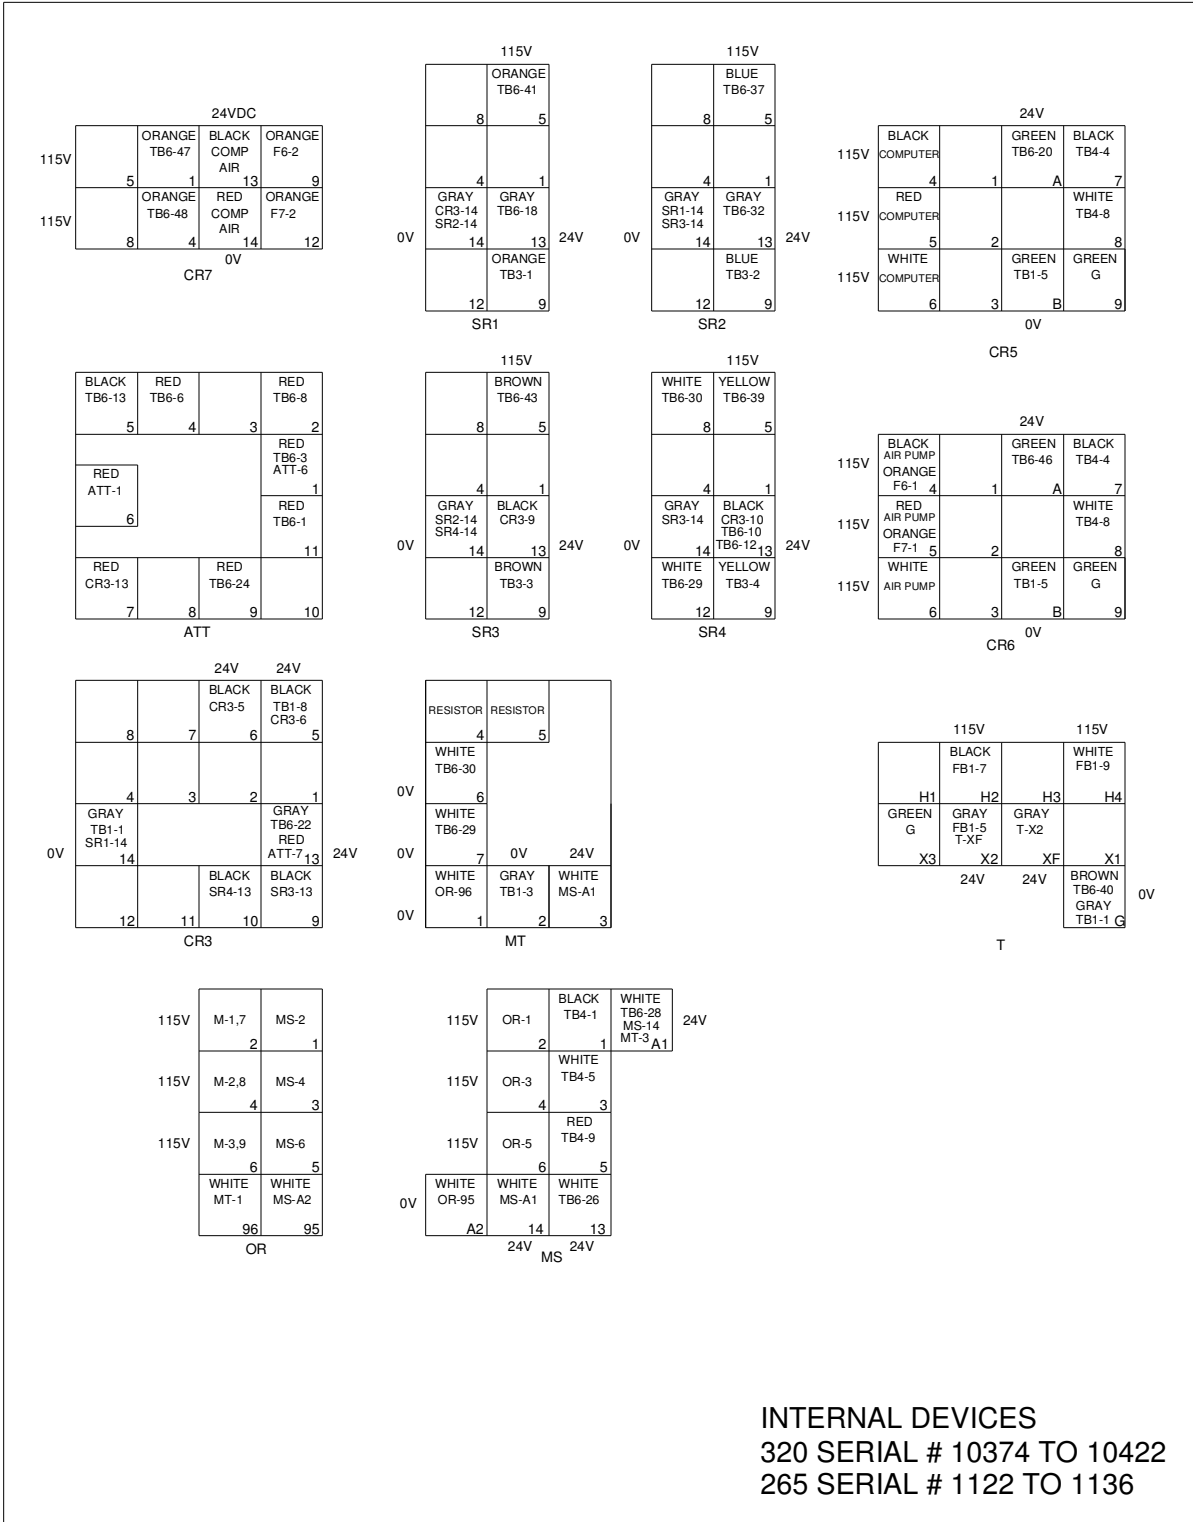 24VDC
115V
5
ORANGE
TB6-47
1
BLACK
COMP
AIR
13
ORANGE
F6-2
9
115V
8
ORANGE
TB6-48
4
RED
COMP
AIR
14
ORANGE
F7-2
12
0V
CR7
115V
8
ORANGE
TB6-41
5
4
1
0V
GRAY
CR3-14
SR2-14
14
GRAY
TB6-18
13
24V
12
ORANGE
TB3-1
9
SR1
115V
8
BLUE
TB6-37
5
4
1
0V
GRAY
SR1-14
SR3-14
14
GRAY
TB6-32
13
24V
12
BLUE
TB3-2
9
SR2
24V
115V
BLACK
COMPUTER
4
1
GREEN
TB6-20
A
BLACK
TB4-4
7
115V
RED
COMPUTER
5
2
WHITE
TB4-8
8
115V
WHITE
COMPUTER
6
3
GREEN
TB1-5
B
GREEN
G
9
0V
CR5
BLACK
TB6-13
5
RED
TB6-6
4
3
RED
TB6-8
2
RED
TB6-3
ATT-6
1
RED
ATT-1
6
RED
TB6-1
11
RED
CR3-13
7
8
RED
TB6-24
9
10
ATT
115V
8
BROWN
TB6-43
5
4
1
0V
GRAY
SR2-14
SR4-14
14
BLACK
CR3-9
13
24V
12
BROWN
TB3-3
9
SR3
115V
WHITE
TB6-30
8
YELLOW
TB6-39
5
4
1
0V
GRAY
SR3-14
14
BLACK
CR3-10
TB6-10
TB6-12
13
24V
WHITE
TB6-29
12
YELLOW
TB3-4
9
SR4
24V
115V
BLACK
AIR PUMP
ORANGE
F6-1
4
1
GREEN
TB6-46
A
BLACK
TB4-4
7
115V
RED
AIR PUMP
ORANGE
F7-1
5
2
WHITE
TB4-8
8
115V
WHITE
AIR PUMP
6
3
GREEN
TB1-5
B
GREEN
G
9
0V
CR6
24V
24V
8
7
BLACK
CR3-5
6
BLACK
TB1-8
CR3-6
5
4
3
2
1
0V
GRAY
TB1-1
SR1-14
14
GRAY
TB6-22
RED
ATT-7
13
24V
12
11
BLACK
SR4-13
10
BLACK
SR3-13
9
CR3
RESISTOR
4
RESISTOR
5
0V
WHITE
TB6-30
6
0V
WHITE
TB6-29
7
0V
24V
0V
WHITE
OR-96
1
GRAY
TB1-3
2
WHITE
MS-A1
3
MT
115V
115V
H1
BLACK
FB1-7
H2
H3
WHITE
FB1-9
H4
GREEN
G
X3
GRAY
FB1-5
T-XF
X2
GRAY
T-X2
XF
X1
24V
24V
BROWN
TB6-40
GRAY
TB1-1
G
0V
T
115V
M-1,7
2
MS-2
1
115V
M-2,8
4
MS-4
3
115V
M-3,9
6
MS-6
5
WHITE
MT-1
96
WHITE
MS-A2
95
OR
115V
OR-1
2
BLACK
TB4-1
1
WHITE
TB6-28
MS-14
MT-3
A1
24V
115V
OR-3
4
WHITE
TB4-5
3
115V
OR-5
6
RED
TB4-9
5
0V
WHITE
OR-95
A2
WHITE
MS-A1
14
WHITE
TB6-26
13
24V
24V
MS
INTERNAL DEVICES
320 SERIAL # 10374 TO 10422
265 SERIAL # 1122 TO 1136